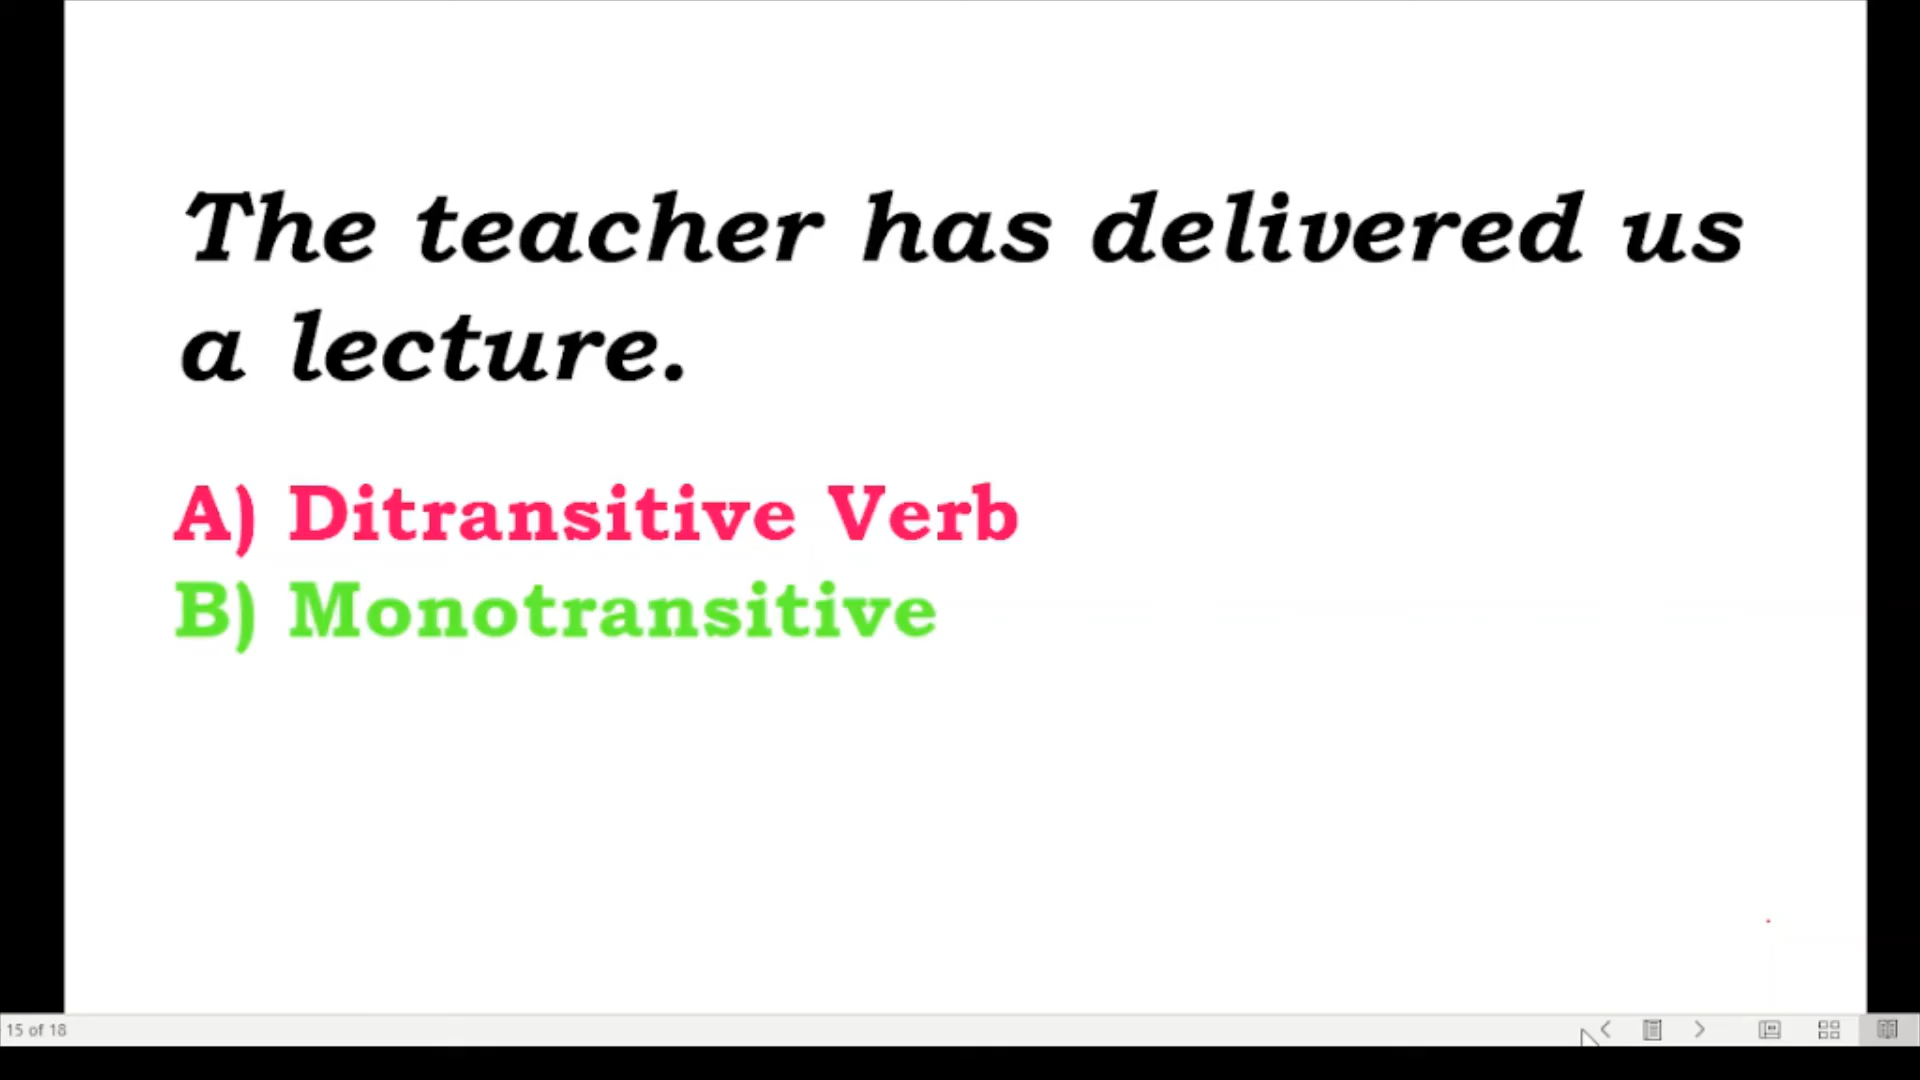 The teacher has delivered us
a lecture.
A) Ditransitive Verb
B) Monotransitive
15 of 18